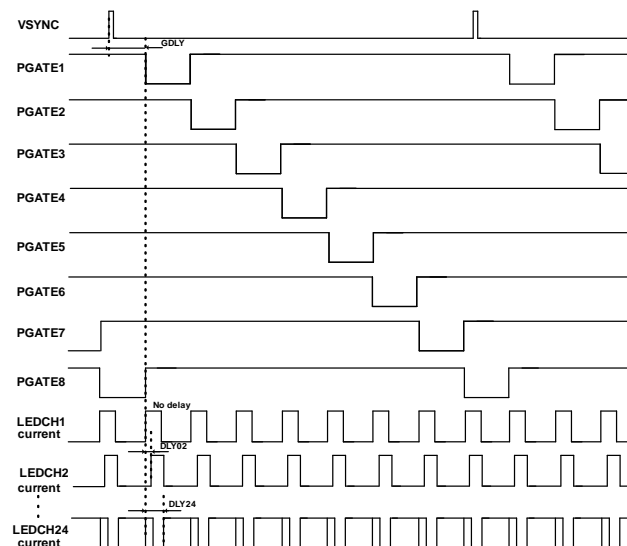 VSYNC
GDLY
PGATE1
PGATE2
PGATE3
PGATE4
PGATE5
PGATE6
PGATE7
PGATE8
No delay
LEDCH1
current
DLY02
LEDCH2
current
DLY24
LEDCH24
current